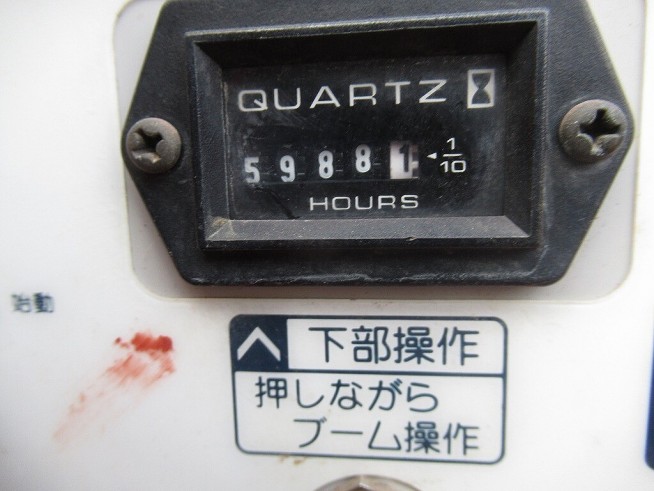 QUARTZ
59881 1/10
HOURS
始動
下部操作
押しながら
ブーム操作